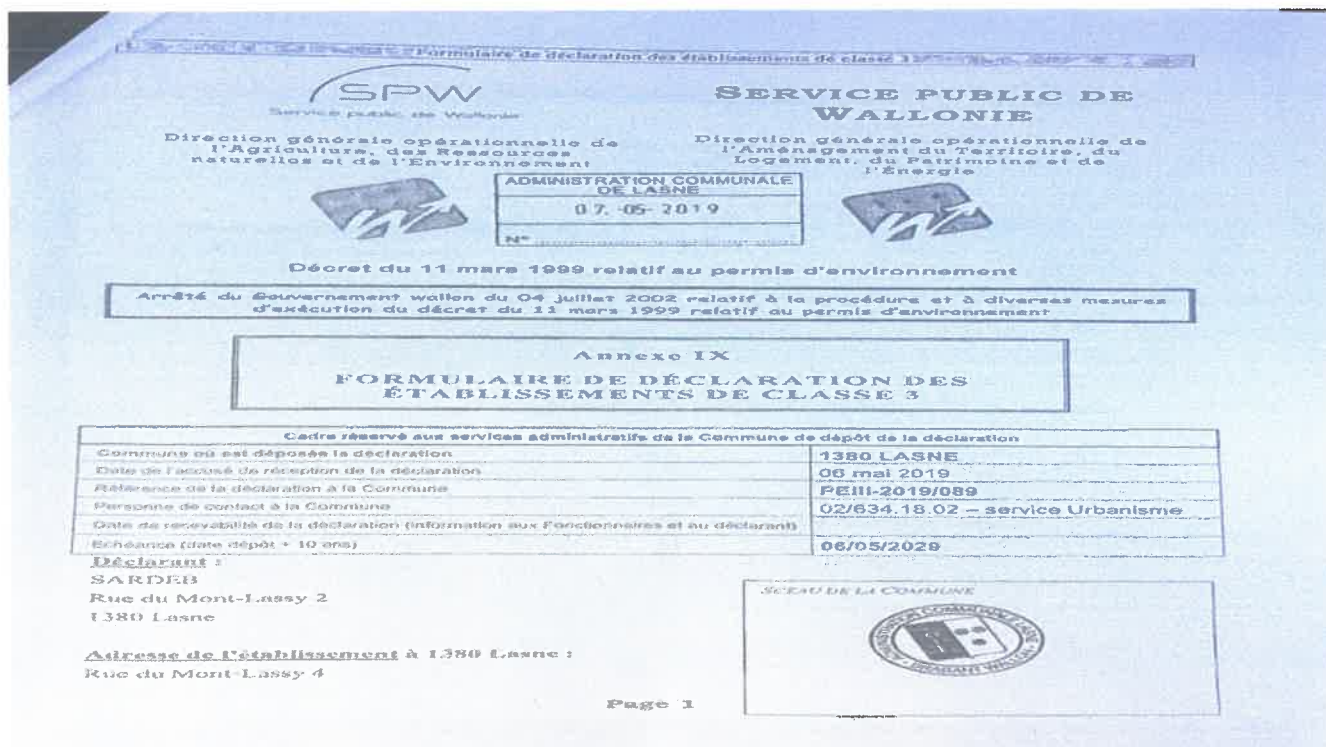 Formulaire de déclaration des établissements de classe 3
SPW
Service public de Wallonie
SERVICE PUBLIC DE
WALLONIE
Direction générale opérationnelle de
l'Agriculture, des Ressources
naturelles et de l'Environnement
Direction générale opérationnelle de
l'Aménagement du Territoire, du
Logement, du Patrimoine et de
l'Énergie
ADMINISTRATION COMMUNALE
DE LASNE
07. -05- 2019
N°
Décret du 11 mars 1999 relatif au permis d'environnement
Arrêté du Gouvernement wallon du 04 juillet 2002 relatif à la procédure et à diverses mesures
d'exécution du décret du 11 mars 1999 relatif au permis d'environnement
Annexe IX
FORMULAIRE DE DÉCLARATION DES
ÉTABLISSEMENTS DE CLASSE 3
Cadre réservé aux services administratifs de la Commune de dépôt de la déclaration
Commune où est déposée la déclaration 1380 LASNE
Date de l'accusé de réception de la déclaration 06 mai 2019
Référence de la déclaration à la Commune PEIII-2019/089
Personne de contact à la Commune 02/634.18.02 – service Urbanisme
Date de recevabilité de la déclaration (information aux Fonctionnaires et au déclarant)
Echéance (date dépôt + 10 ans) 06/05/2029
Déclarant :
SARDEB
Rue du Mont-Lassy 2
1380 Lasne
SCEAU DE LA COMMUNE
ADMINISTRATION COMMUNALE LASNE
BRABANT WALLON
Adresse de l'établissement à 1380 Lasne :
Rue du Mont-Lassy 4
Page 1